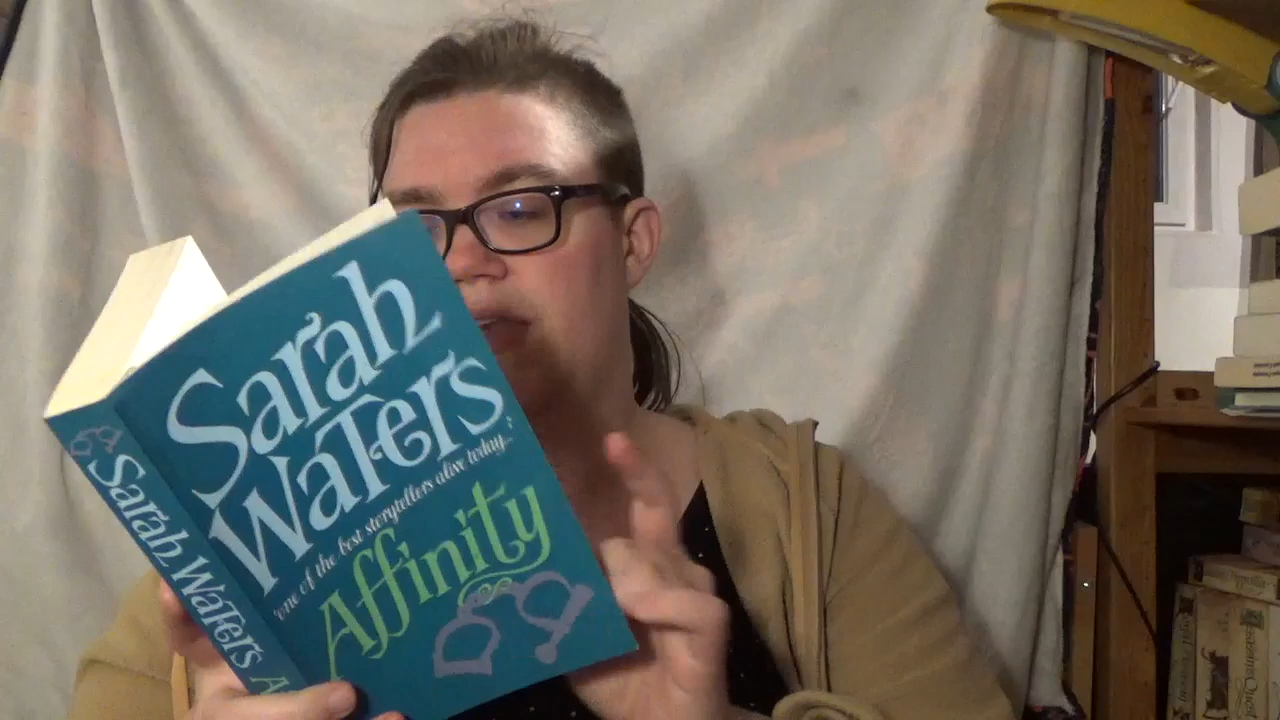 Sarah
Waters
'one of the best storytellers alive today...'
Affinity
Sarah Waters A